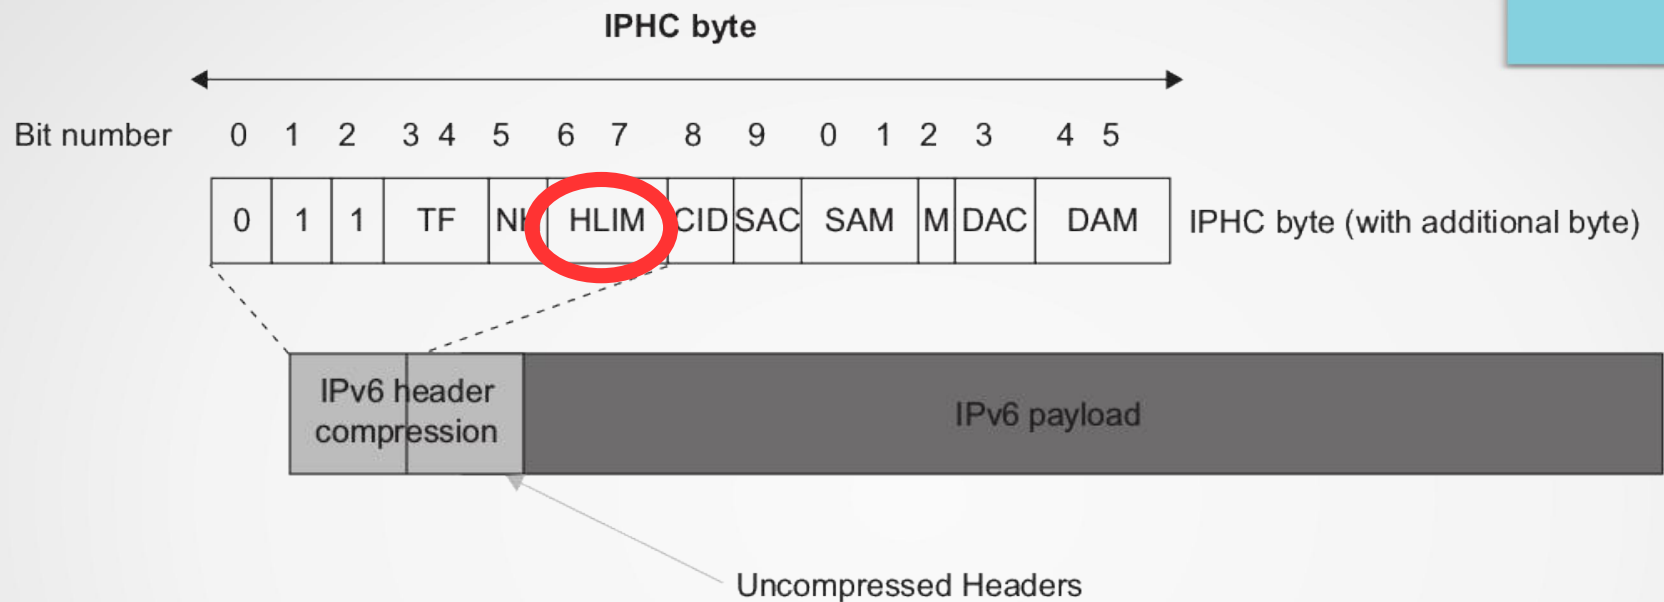 IPHC byte
Bit number 0 1 2 3 4 5 6 7 8 9 0 1 2 3 4 5
0 1 1 TF HLIM CID SAC SAM M DAC DAM IPHC byte (with additional byte)
IPv6 header
compression
IPv6 payload
Uncompressed Headers